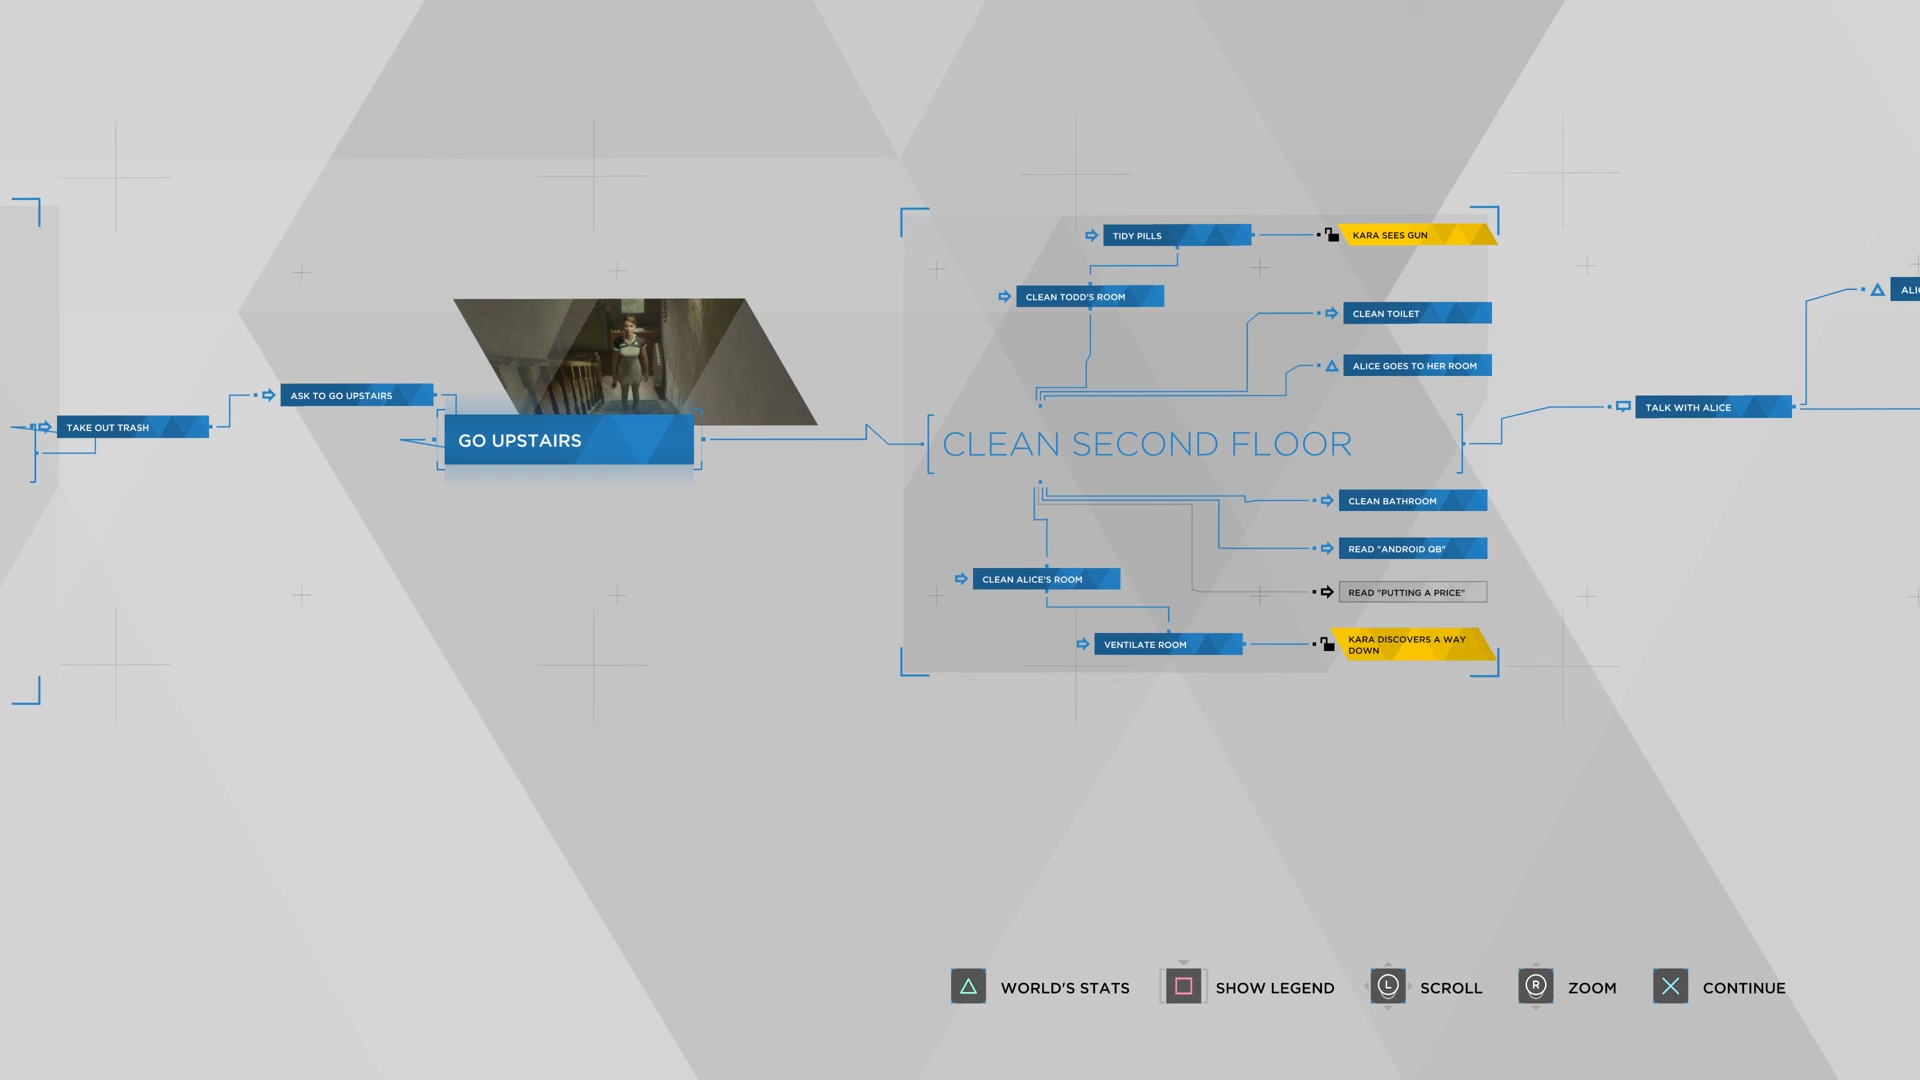 TAKE OUT TRASH
ASK TO GO UPSTAIRS
GO UPSTAIRS
TIDY PILLS
KARA SEES GUN
CLEAN TODD'S ROOM
CLEAN TOILET
ALICE GOES TO HER ROOM
CLEAN SECOND FLOOR
CLEAN BATHROOM
READ "ANDROID QB"
CLEAN ALICE'S ROOM
READ "PUTTING A PRICE"
VENTILATE ROOM
KARA DISCOVERS A WAY
DOWN
TALK WITH ALICE
WORLD'S STATS
SHOW LEGEND
L
SCROLL
R
ZOOM
CONTINUE